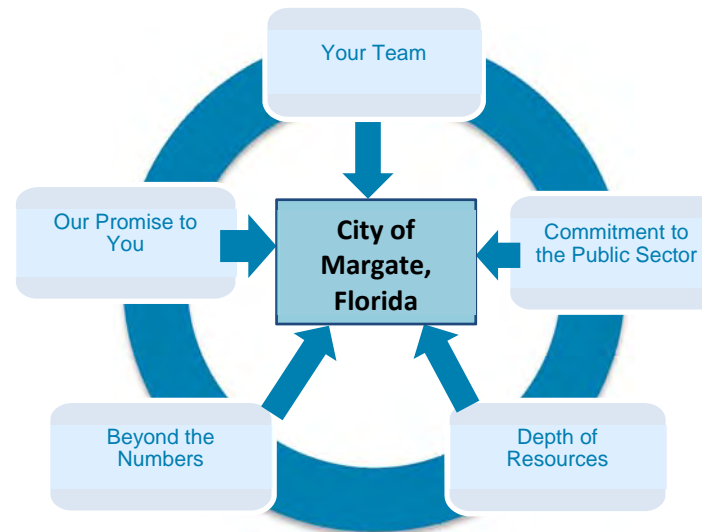 Your Team
Our Promise to
You
City of
Margate,
Florida
Commitment to
the Public Sector
Beyond the
Numbers
Depth of
Resources